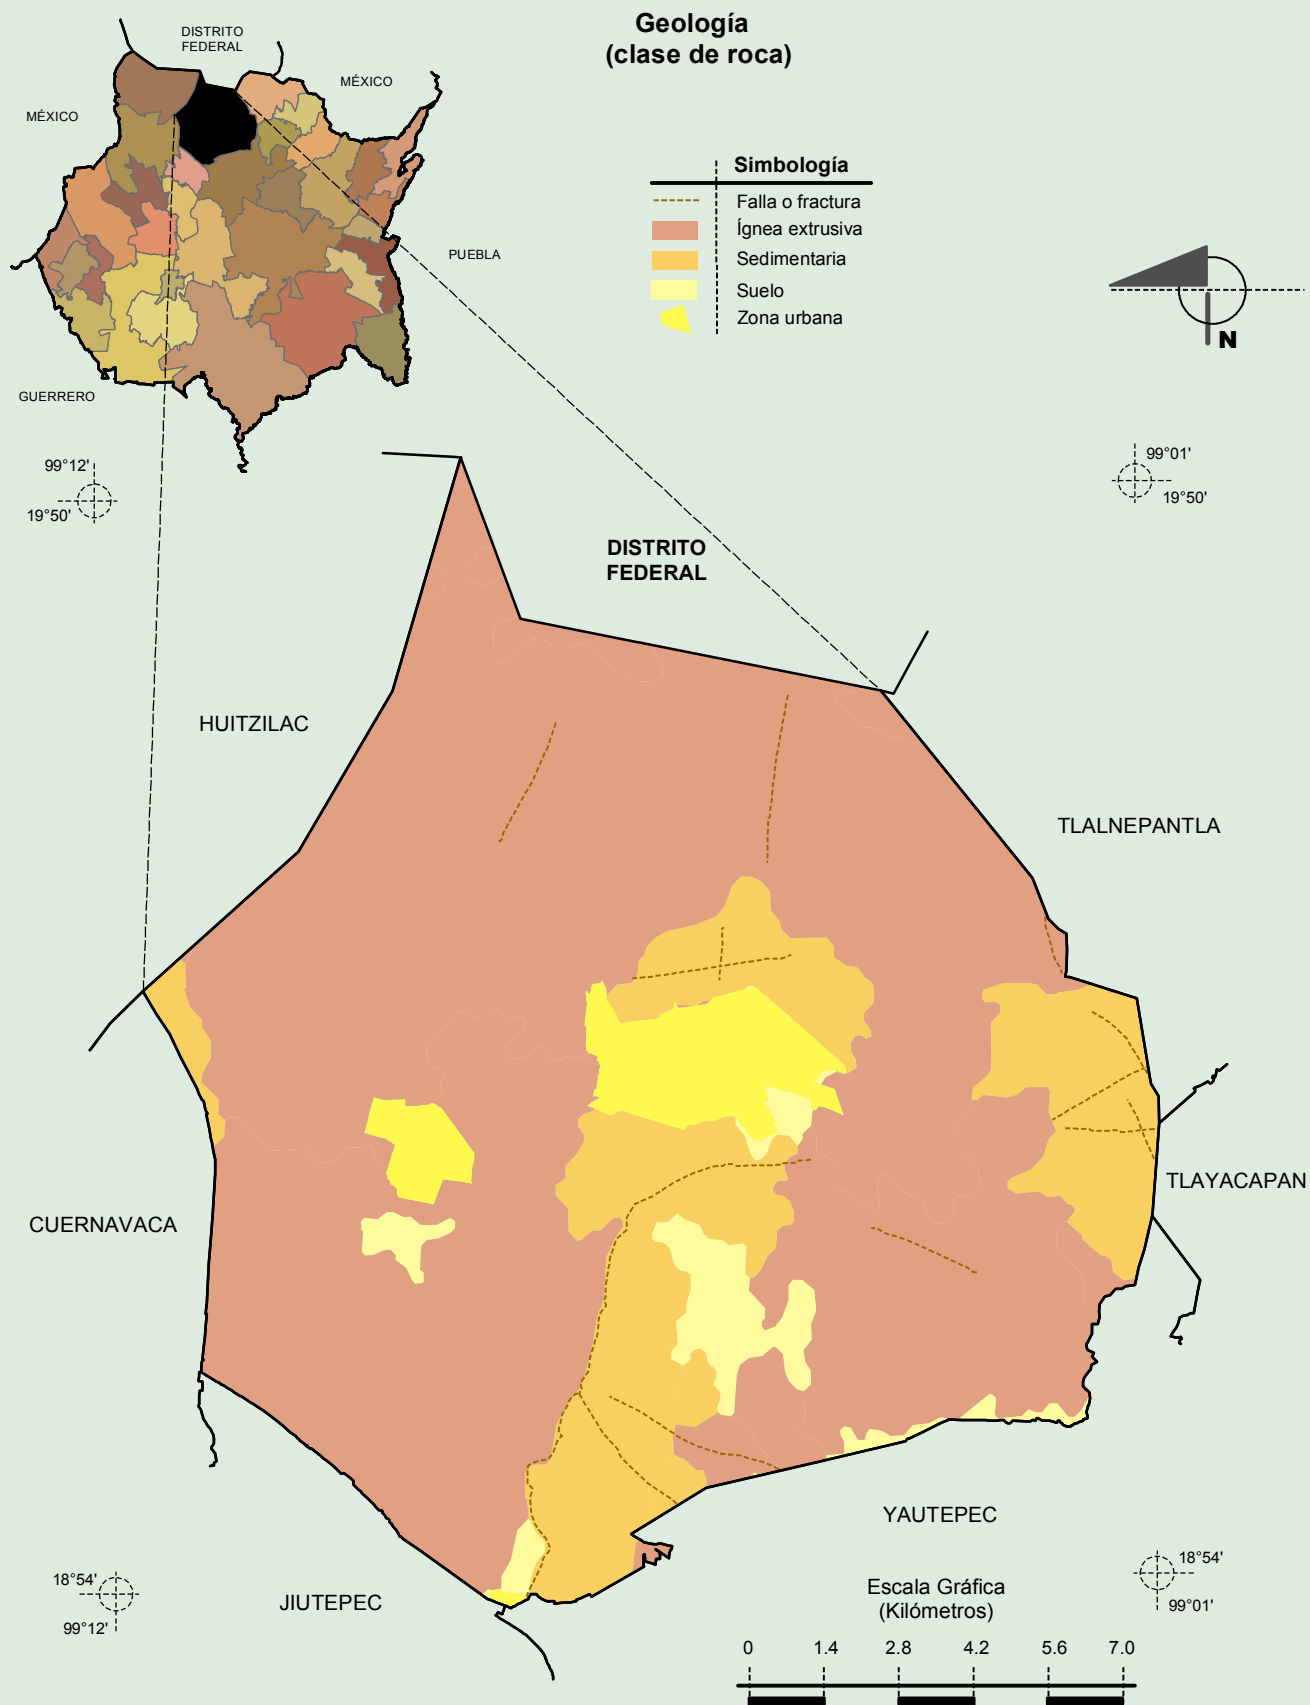 Geología
(clase de roca)
DISTRITO
FEDERAL
MÉXICO
MÉXICO
PUEBLA
GUERRERO
Simbología
Falla o fractura
Ígnea extrusiva
Sedimentaria
Suelo
Zona urbana
N
99°12'
19°50'
99°01'
19°50'
DISTRITO
FEDERAL
HUITZILAC
TLALNEPANTLA
TLAYACAPAN
CUERNAVACA
YAUTEPEC
JIUTEPEC
18°54'
99°12'
18°54'
99°01'
Escala Gráfica
(Kilómetros)
0 1.4 2.8 4.2 5.6 7.0